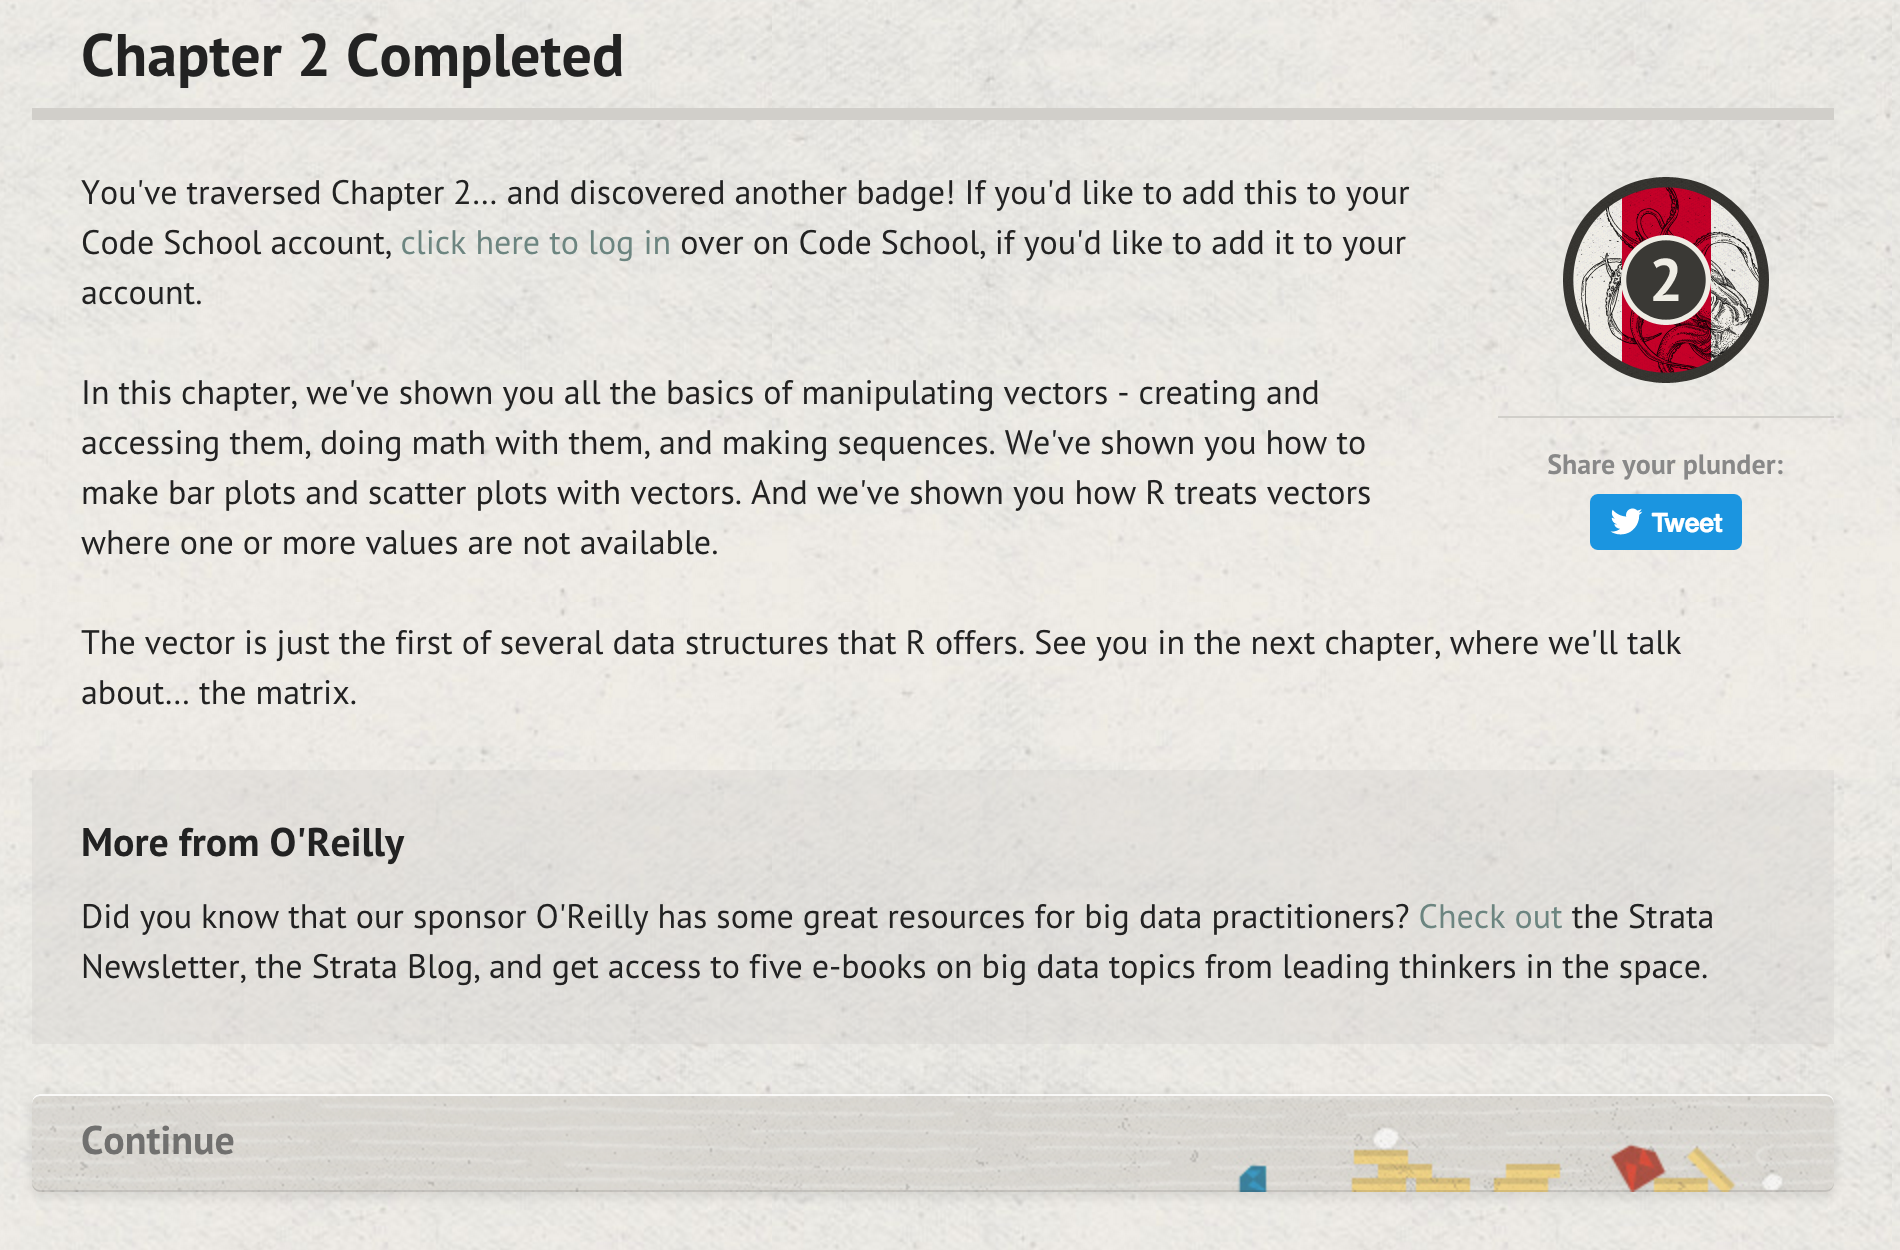 Chapter 2 Completed
You've traversed Chapter 2... and discovered another badge! If you'd like to add this to your
Code School account, click here to log in over on Code School, if you'd like to add it to your
account.
2
In this chapter, we've shown you all the basics of manipulating vectors - creating and
accessing them, doing math with them, and making sequences. We've shown you how to
make bar plots and scatter plots with vectors. And we've shown you how R treats vectors
where one or more values are not available.
Share your plunder:
Tweet
The vector is just the first of several data structures that R offers. See you in the next chapter, where we'll talk
about... the matrix.
More from O'Reilly
Did you know that our sponsor O'Reilly has some great resources for big data practitioners? Check out the Strata
Newsletter, the Strata Blog, and get access to five e-books on big data topics from leading thinkers in the space.
Continue